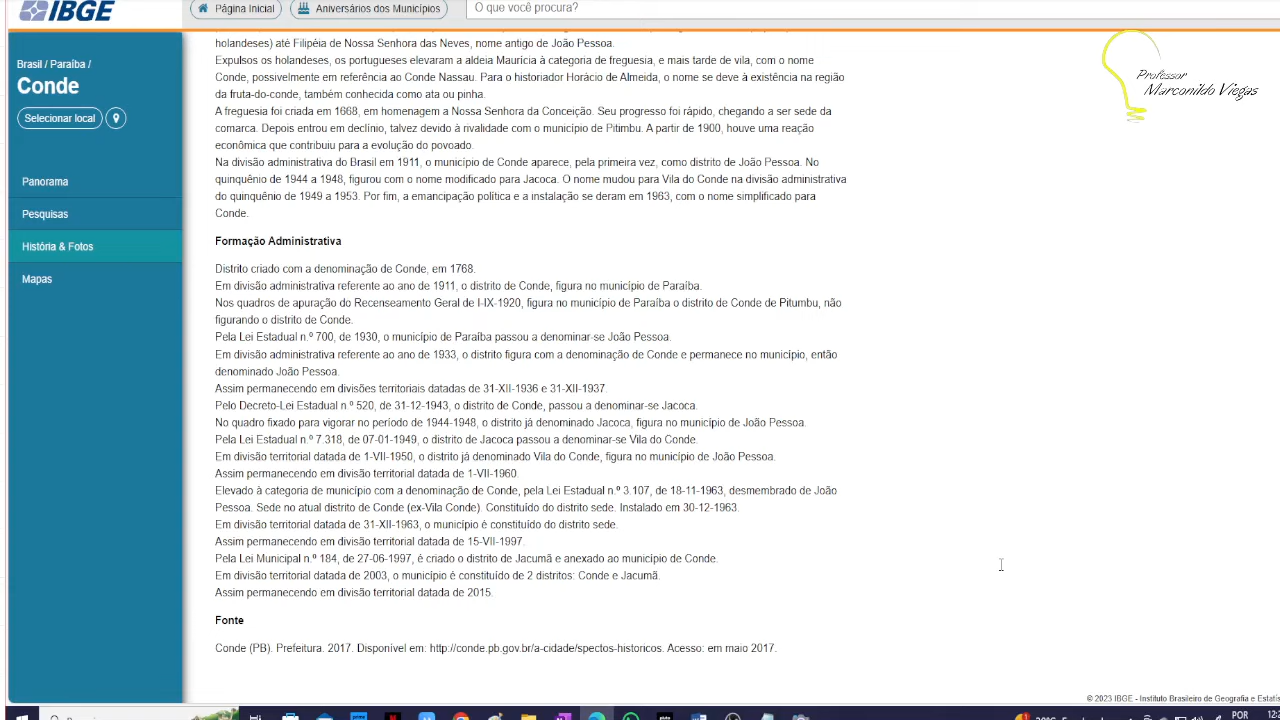 IBGE
Página Inicial
Aniversários dos Municípios
O que você procura?
Brasil / Paraíba /
Conde
Selecionar local
Panorama
Pesquisas
História & Fotos
Mapas
holandeses) até Filipéia de Nossa Senhora das Neves, nome antigo de João Pessoa.
Expulsos os holandeses, os portugueses elevaram a aldeia Maurícia à categoria de freguesia, e mais tarde de vila, com o nome
Conde, possivelmente em referência ao Conde Nassau. Para o historiador Horácio de Almeida, o nome se deve à existência na região
da fruta-do-conde, também conhecida como ata ou pinha.
A freguesia foi criada em 1668, em homenagem a Nossa Senhora da Conceição. Seu progresso foi rápido, chegando a ser sede da
comarca. Depois entrou em declínio, talvez devido à rivalidade com o município de Pitimbu. A partir de 1900, houve uma reação
econômica que contribuiu para a evolução do povoado.
Na divisão administrativa do Brasil em 1911, o município de Conde aparece, pela primeira vez, como distrito de João Pessoa. No
quinquênio de 1944 a 1948, figurou com o nome modificado para Jacoca. O nome mudou para Vila do Conde na divisão administrativa
do quinquênio de 1949 a 1953. Por fim, a emancipação política e a instalação se deram em 1963, com o nome simplificado para
Conde.
Formação Administrativa
Distrito criado com a denominação de Conde, em 1768.
Em divisão administrativa referente ao ano de 1911, o distrito de Conde, figura no município de Paraíba.
Nos quadros de apuração do Recenseamento Geral de I-IX-1920, figura no município de Paraíba o distrito de Conde de Pitumbu, não
figurando o distrito de Conde.
Pela Lei Estadual n.º 700, de 1930, o município de Paraíba passou a denominar-se João Pessoa.
Em divisão administrativa referente ao ano de 1933, o distrito figura com a denominação de Conde e permanece no município, então
denominado João Pessoa.
Assim permanecendo em divisões territoriais datadas de 31-XII-1936 e 31-XII-1937.
Pelo Decreto-Lei Estadual n.º 520, de 31-12-1943, o distrito de Conde, passou a denominar-se Jacoca.
No quadro fixado para vigorar no período de 1944-1948, o distrito já denominado Jacoca, figura no município de João Pessoa.
Pela Lei Estadual n.º 7.318, de 07-01-1949, o distrito de Jacoca passou a denominar-se Vila do Conde.
Em divisão territorial datada de 1-VII-1950, o distrito já denominado Vila do Conde, figura no município de João Pessoa.
Assim permanecendo em divisão territorial datada de 1-VII-1960.
Elevado à categoria de município com a denominação de Conde, pela Lei Estadual n.º 3.107, de 18-11-1963, desmembrado de João
Pessoa. Sede no atual distrito de Conde (ex-Vila Conde). Constituído do distrito sede. Instalado em 30-12-1963.
Em divisão territorial datada de 31-XII-1963, o município é constituído do distrito sede.
Assim permanecendo em divisão territorial datada de 15-VII-1997.
Pela Lei Municipal n.º 184, de 27-06-1997, é criado o distrito de Jacumã e anexado ao município de Conde.
Em divisão territorial datada de 2003, o município é constituído de 2 distritos: Conde e Jacumã.
Assim permanecendo em divisão territorial datada de 2015.
Fonte
Conde (PB). Prefeitura. 2017. Disponível em: http://conde.pb.gov.br/a-cidade/spectos-historicos. Acesso: em maio 2017.
Professor
Marconildo Viegas
© 2023 IBGE - Instituto Brasileiro de Geografia e Estatís
POR